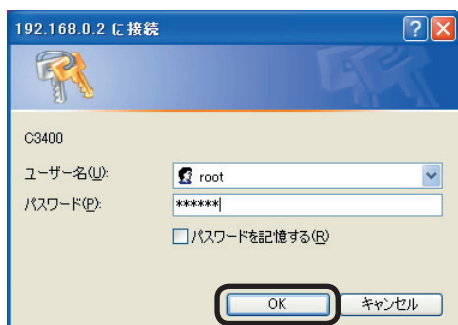 192.168.0.2 に接続
C3400
ユーザー名(U):
root
パスワード(P):
******
パスワードを記憶する(R)
OK キャンセル